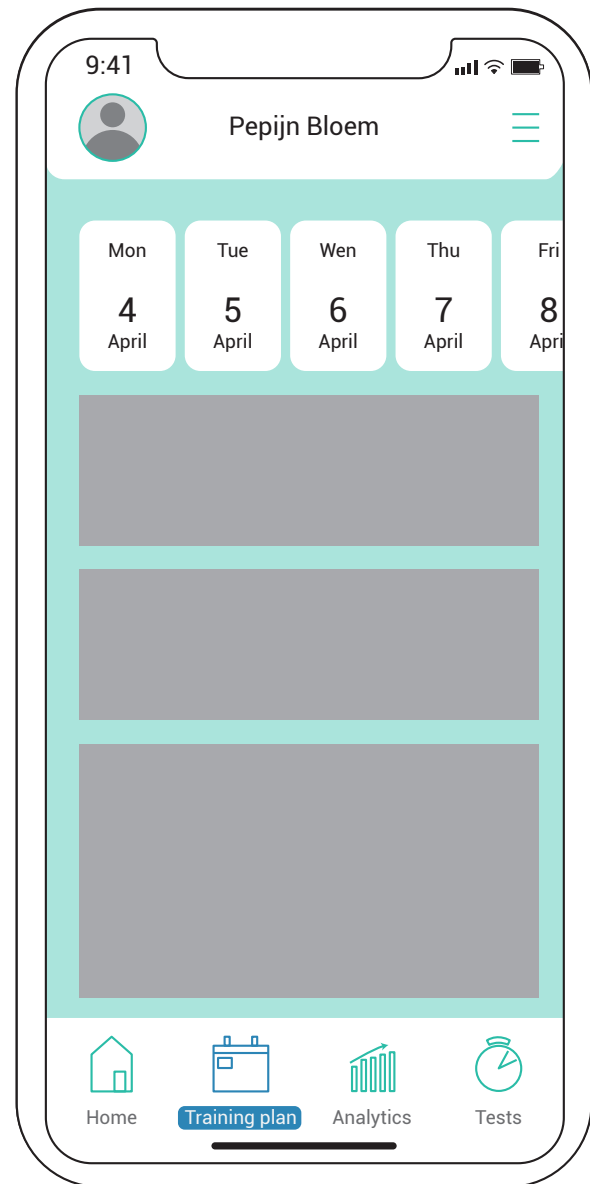 9:41
Pepijn Bloem
Mon Tue Wen Thu Fri
4 5 6 7 8
April April April April Apri
Home Training plan Analytics Tests